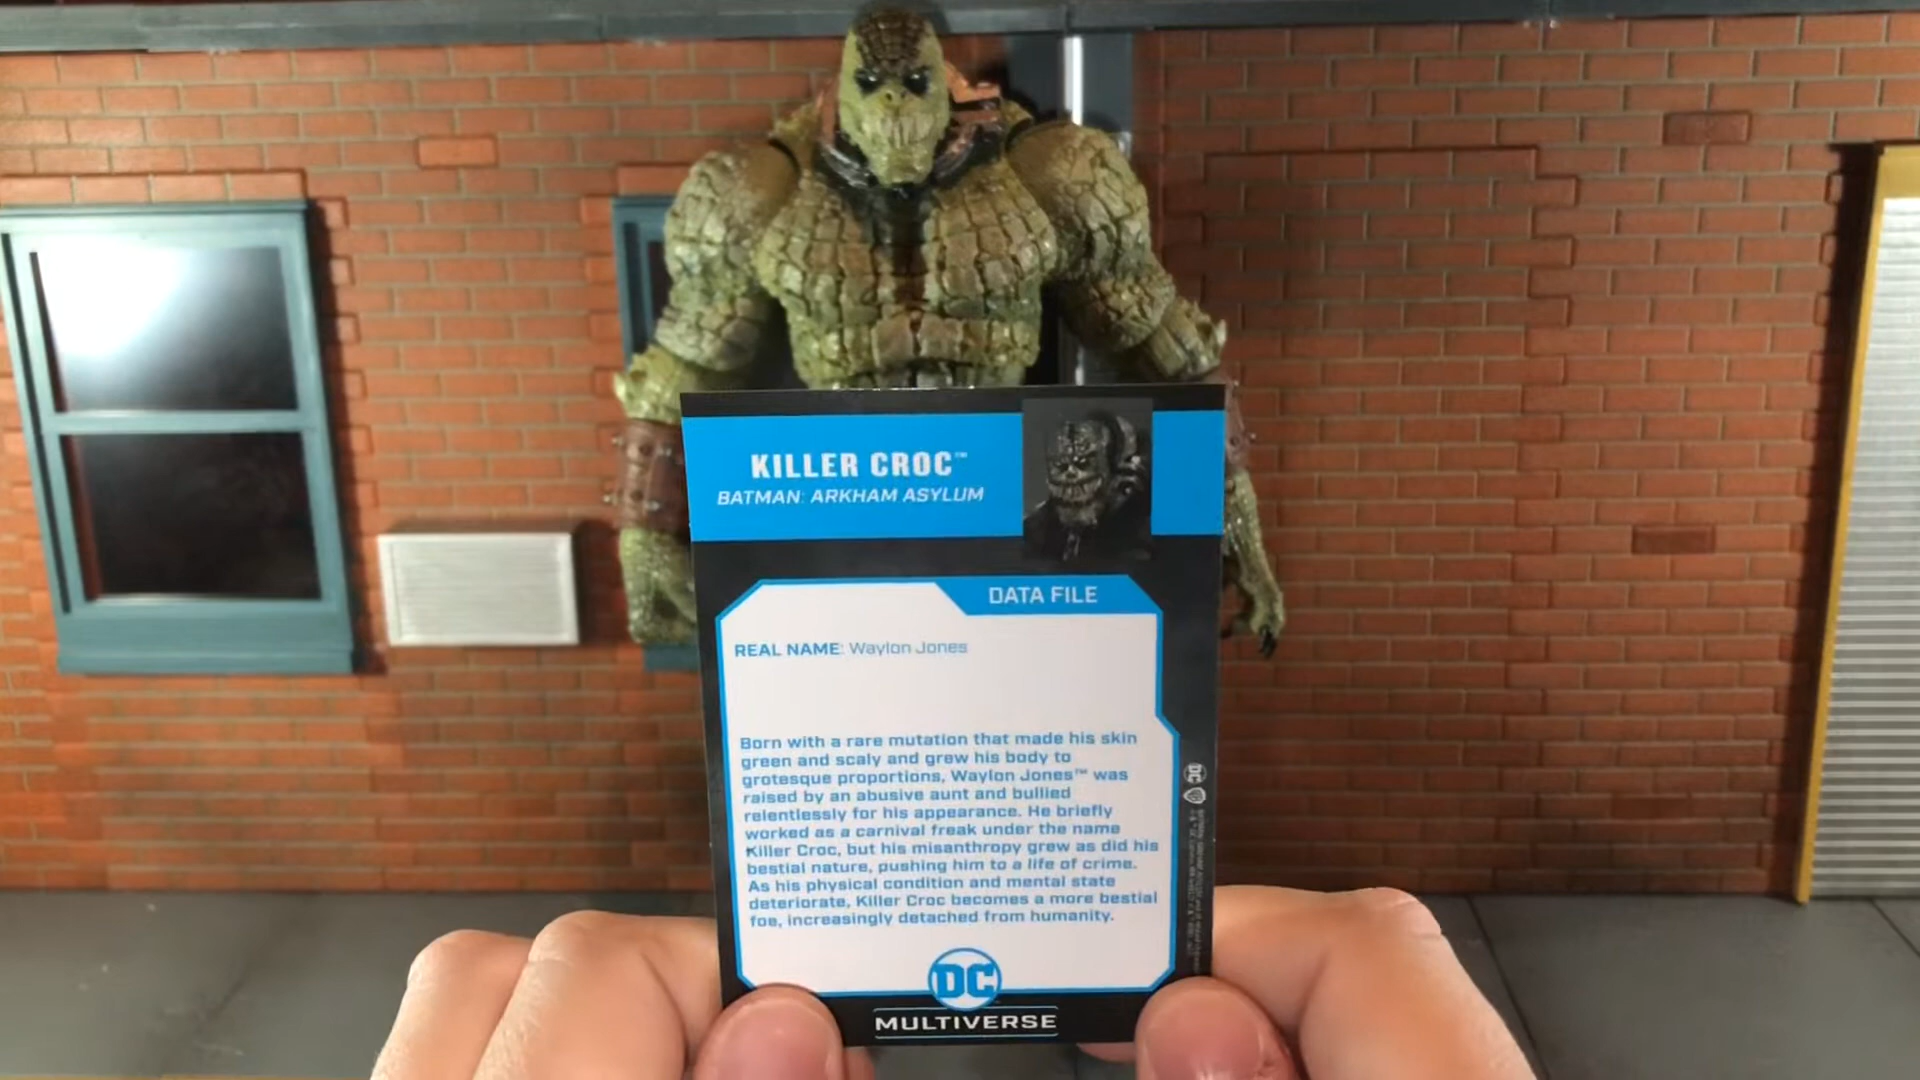 KILLER CROC™
BATMAN: ARKHAM ASYLUM
DATA FILE
REAL NAME: Waylon Jones
Born with a rare mutation that made his skin
green and scaly and grew his body to
grotesque proportions, Waylon Jones™ was
raised by an abusive aunt and bullied
relentlessly for his appearance. He briefly
worked as a carnival freak under the name
Killer Croc, but his misanthropy grew as did his
bestial nature, pushing him to a life of crime.
As his physical condition and mental state
deteriorate, Killer Croc becomes a more bestial
foe, increasingly detached from humanity.
DC
DC
MULTIVERSE